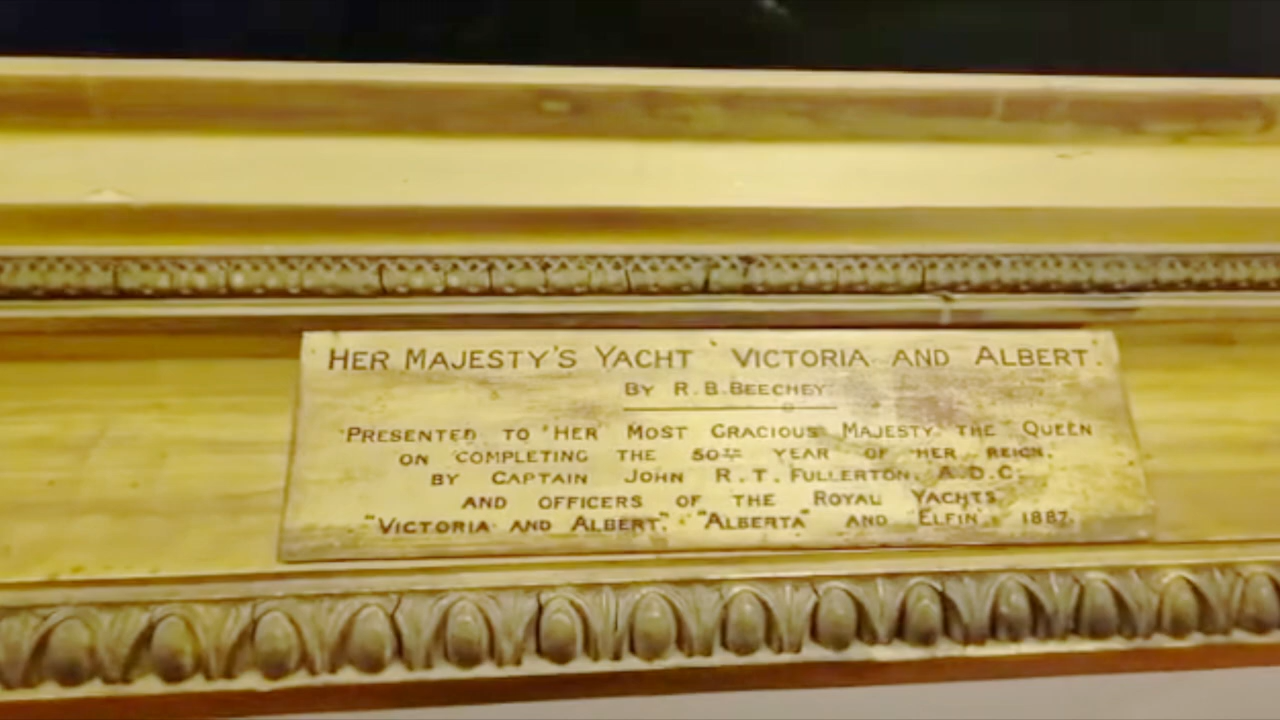 HER MAJESTY'S YACHT VICTORIA AND ALBERT.
BY R.B.BEECHEY.
PRESENTED TO HER MOST GRACIOUS MAJESTY THE QUEEN
ON COMPLETING THE 50TH YEAR OF HER REIGN.
BY CAPTAIN JOHN R.T. FULLERTON, A.D.C.
AND OFFICERS OF THE ROYAL YACHTS
"VICTORIA AND ALBERT," "ALBERTA" AND "ELFIN". 1887.